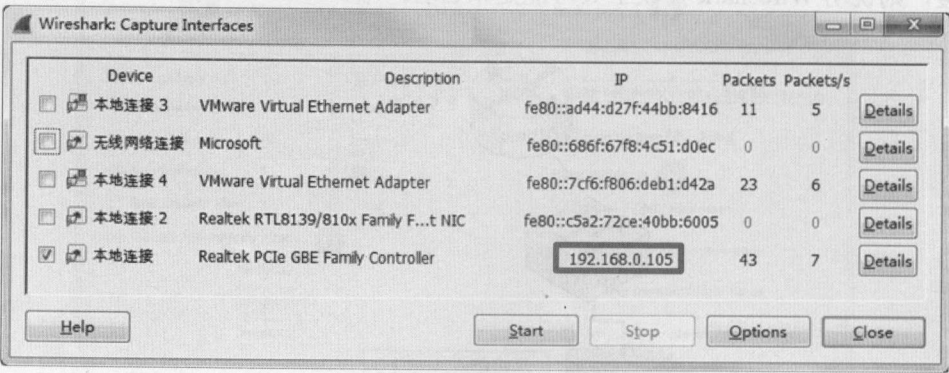 Wireshark: Capture Interfaces
Device Description IP Packets Packets/s
本地连接 3 VMware Virtual Ethernet Adapter fe80::ad44:d27f:44bb:8416 11 5 Details
无线网络连接 Microsoft fe80::686f:67f8:4c51:d0ec 0 0 Details
本地连接 4 VMware Virtual Ethernet Adapter fe80::7cf6:f806:deb1:d42a 23 6 Details
本地连接 2 Realtek RTL8139/810x Family F...t NIC fe80::c5a2:72ce:40bb:6005 0 0 Details
本地连接 Realtek PCIe GBE Family Controller 192.168.0.105 43 7 Details
Help Start Stop Options Close